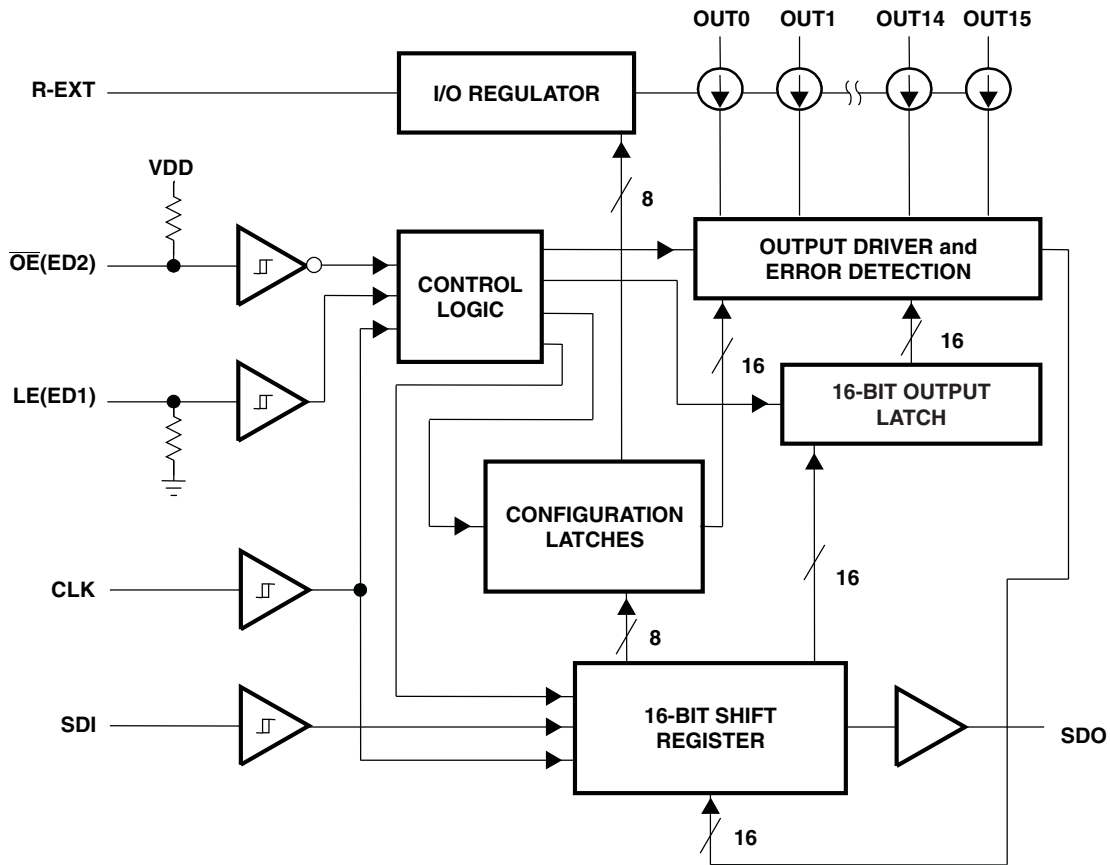 OUT0 OUT1 OUT14 OUT15
R-EXT
I/O REGULATOR
VDD
8
OE(ED2)
CONTROL
LOGIC
OUTPUT DRIVER and
ERROR DETECTION
16
16
LE(ED1)
16-BIT OUTPUT
LATCH
CONFIGURATION
LATCHES
CLK
16
8
SDI
16-BIT SHIFT
REGISTER
SDO
16